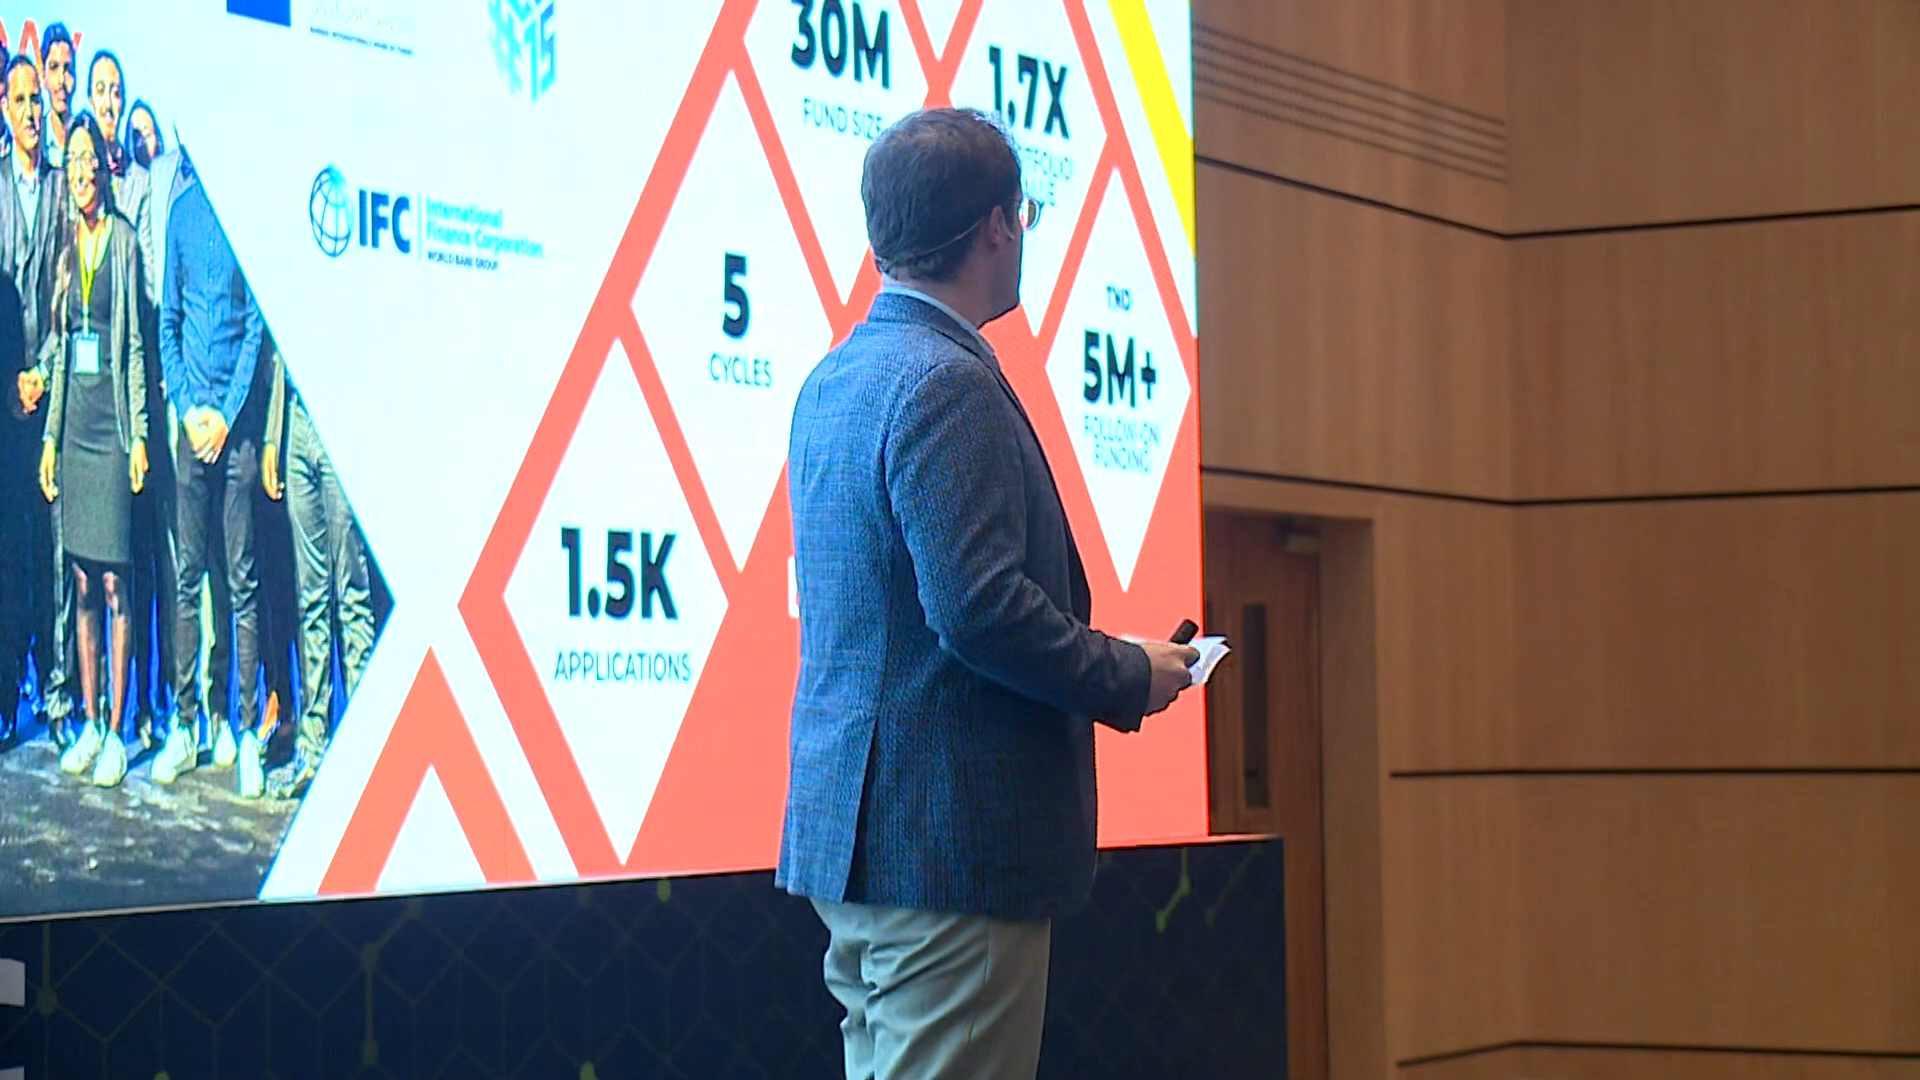 30M
FUND SIZE
1.7X
5
CYCLES
IFC
International
Finance Corporation
WORLD BANK GROUP
TND
5M+
FOLLOW-ON
FUNDING
1.5K
APPLICATIONS